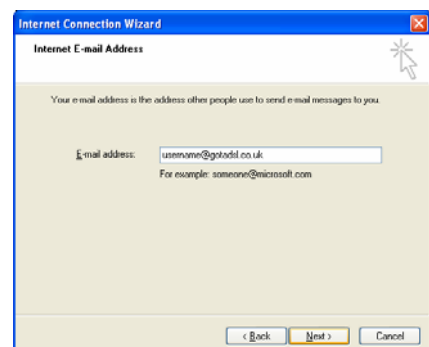 Internet Connection Wizard
Internet E-mail Address
Your e-mail address is the address other people use to send e-mail messages to you.
E-mail address: username@gotadsl.co.uk
For example: someone@microsoft.com
< Back Next > Cancel